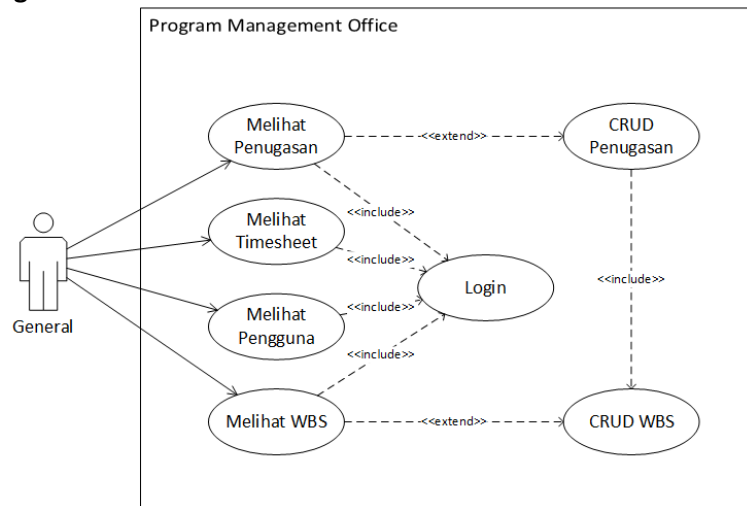 Program Management Office
Melihat
Penugasan
<<extend>>
CRUD
Penugasan
<<include>>
Melihat
Timesheet
<<include>>
Login
<<include>>
General
Melihat
Pengguna
<<include>>
<<include>>
Melihat WBS
<<extend>>
CRUD WBS